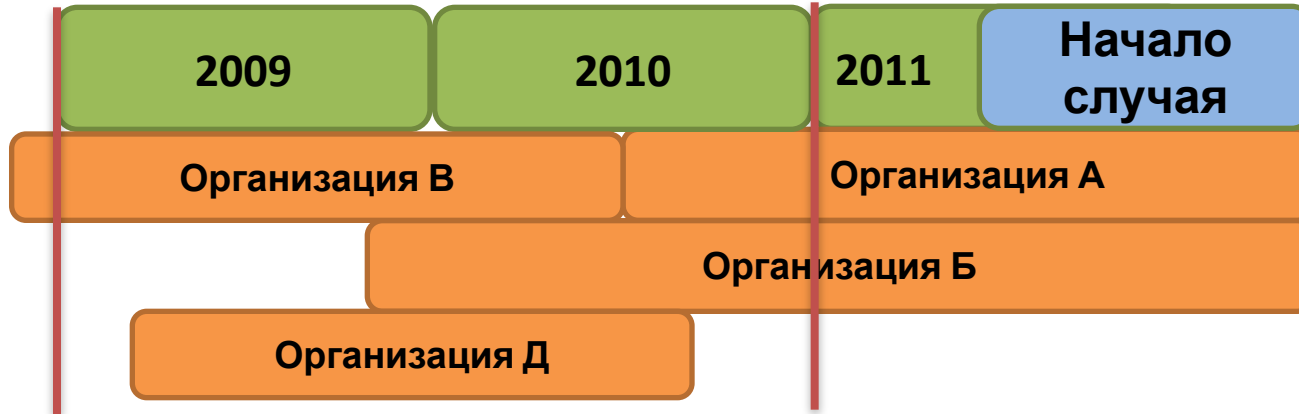 2009
2010
2011
Начало
случая
Организация В
Организация А
Организация Б
Организация Д